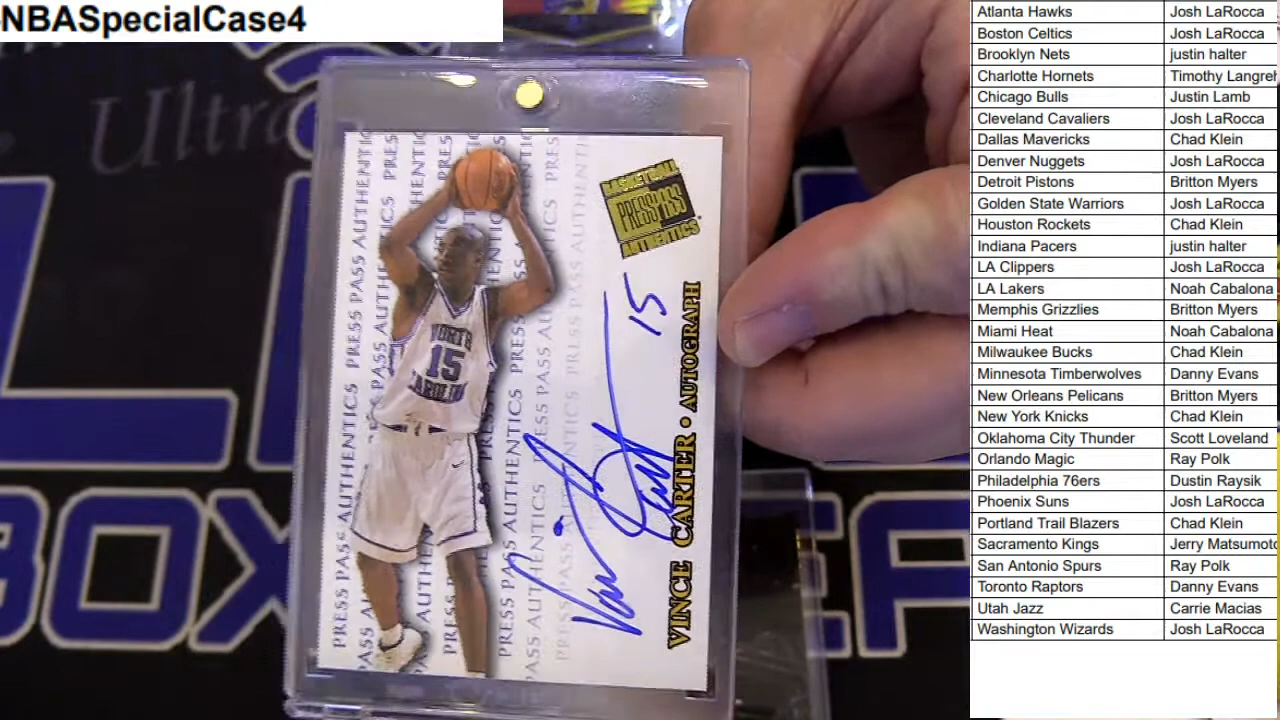 NBASpecialCase4
Ultra
BOX
PRESS PASS AUTHENTICS
BASKETBALL
PRESS PASS
AUTHENTICS
NORTH
15
CAROLINA
Vince Carter 15
VINCE CARTER • AUTOGRAPH
Atlanta Hawks Josh LaRocca
Boston Celtics Josh LaRocca
Brooklyn Nets justin halter
Charlotte Hornets Timothy Langrel
Chicago Bulls Justin Lamb
Cleveland Cavaliers Josh LaRocca
Dallas Mavericks Chad Klein
Denver Nuggets Josh LaRocca
Detroit Pistons Britton Myers
Golden State Warriors Josh LaRocca
Houston Rockets Chad Klein
Indiana Pacers justin halter
LA Clippers Josh LaRocca
LA Lakers Noah Cabalona
Memphis Grizzlies Britton Myers
Miami Heat Noah Cabalona
Milwaukee Bucks Chad Klein
Minnesota Timberwolves Danny Evans
New Orleans Pelicans Britton Myers
New York Knicks Chad Klein
Oklahoma City Thunder Scott Loveland
Orlando Magic Ray Polk
Philadelphia 76ers Dustin Raysik
Phoenix Suns Josh LaRocca
Portland Trail Blazers Chad Klein
Sacramento Kings Jerry Matsumoto
San Antonio Spurs Ray Polk
Toronto Raptors Danny Evans
Utah Jazz Carrie Macias
Washington Wizards Josh LaRocca